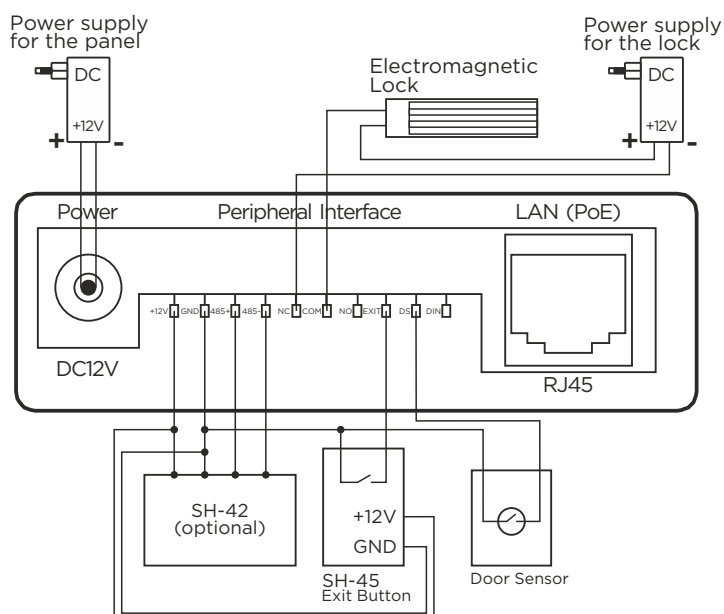 Power supply
for the panel
Power supply
for the lock
DC
+12V
+ -
Electromagnetic
Lock
DC
+12V
+ -
Power
Peripheral Interface
LAN (PoE)
+12V GND 485+ 485- NC COM NO EXIT DS DIN
DC12V
RJ45
SH-42
(optional)
+12V
GND
SH-45
Exit Button
Door Sensor